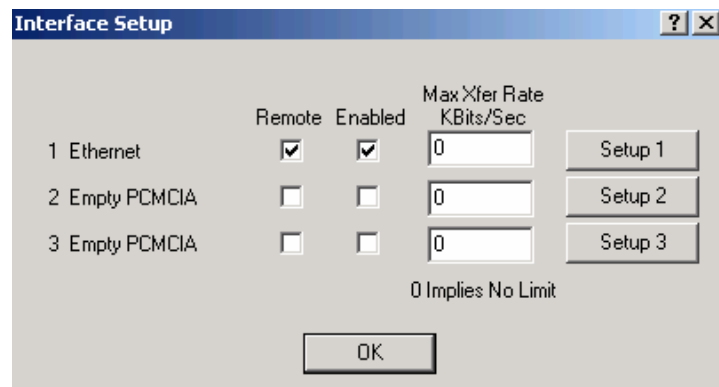 Interface Setup
Max Xfer Rate
Remote Enabled KBits/Sec
1 Ethernet 0 Setup 1
2 Empty PCMCIA 0 Setup 2
3 Empty PCMCIA 0 Setup 3
0 Implies No Limit
OK